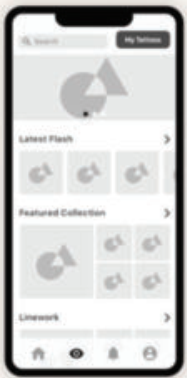 Search
My Tattoos
Latest Flash
Featured Collection
Linework